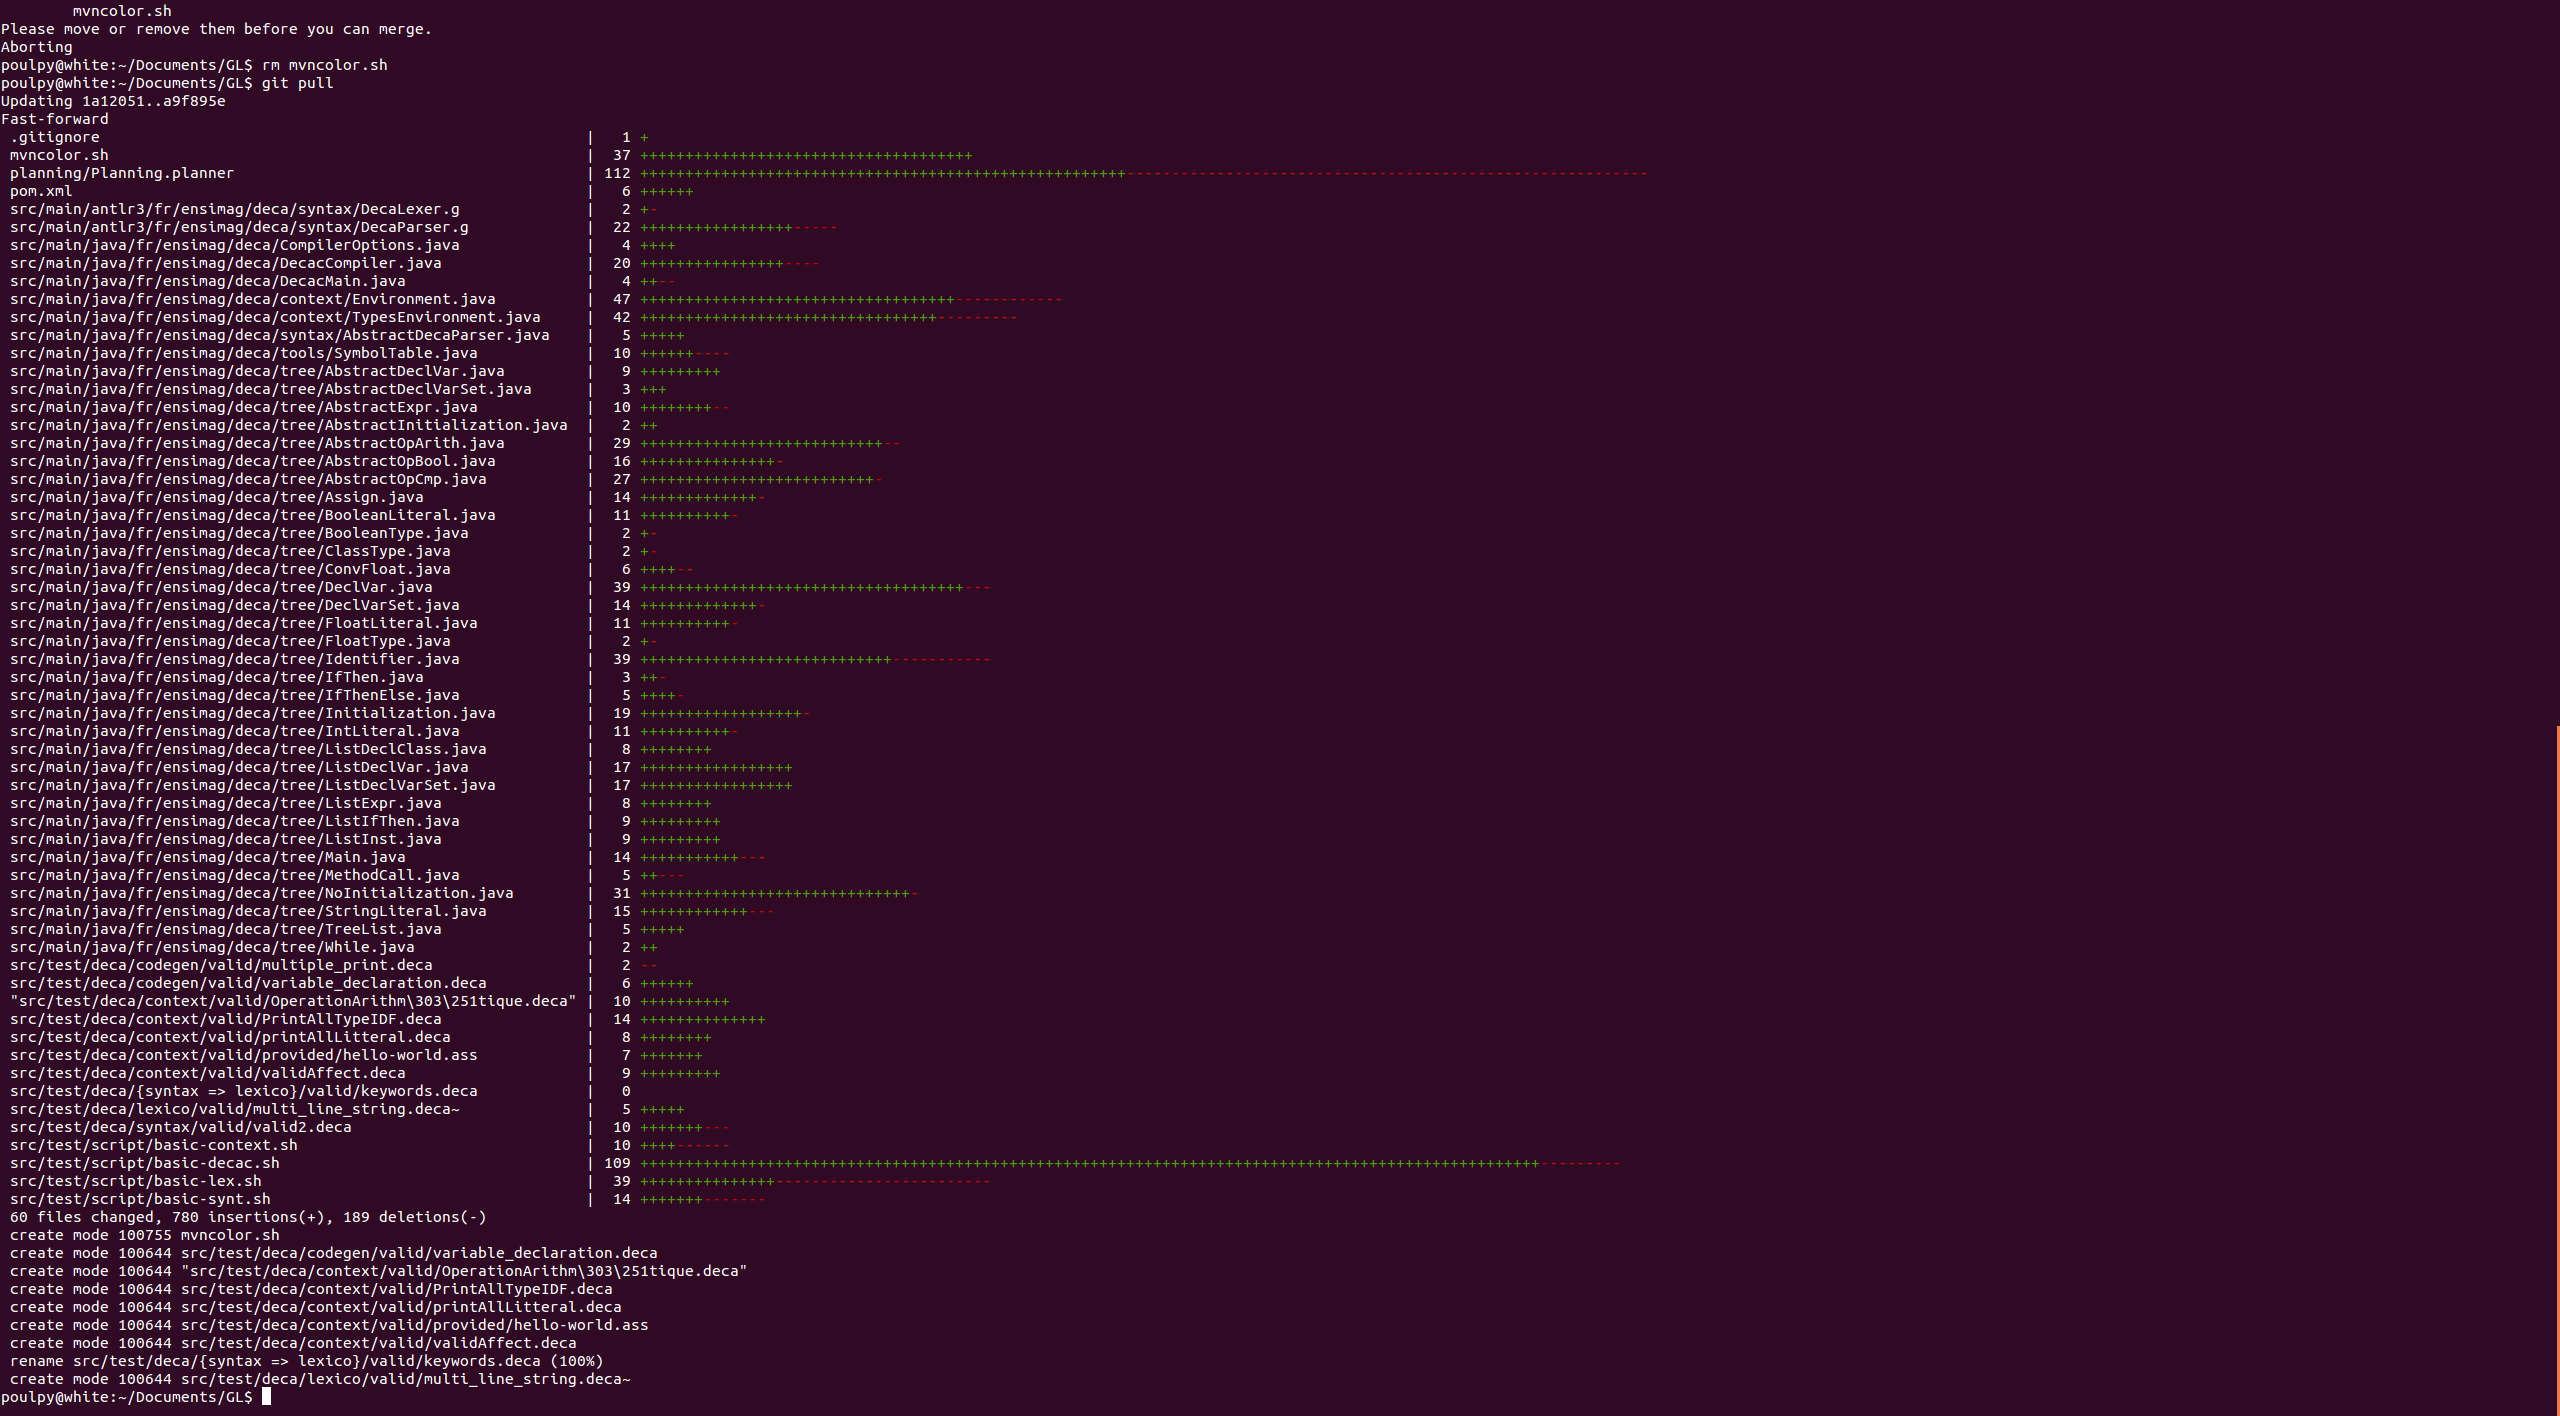 mvncolor.sh
Please move or remove them before you can merge.
Aborting
poulpy@white:~/Documents/GL$ rm mvncolor.sh
poulpy@white:~/Documents/GL$ git pull
Updating 1a12051..a9f895e
Fast-forward
.gitignore | 1 +
mvncolor.sh | 37 +++++++++++++++++++++++++++++++++++++
planning/Planning.planner | 112 ++++++++++++++++++++++++++++++++++++++++++++++++++++++----------------------------------------------------------
pom.xml | 6 ++++++
src/main/antlr3/fr/ensimag/deca/syntax/DecaLexer.g | 2 +-
src/main/antlr3/fr/ensimag/deca/syntax/DecaParser.g | 22 +++++++++++++++++-----
src/main/java/fr/ensimag/deca/CompilerOptions.java | 4 ++++
src/main/java/fr/ensimag/deca/DecacCompiler.java | 20 ++++++++++++++++----
src/main/java/fr/ensimag/deca/DecacMain.java | 4 ++--
src/main/java/fr/ensimag/deca/context/Environment.java | 47 +++++++++++++++++++++++++++++++++++------------
src/main/java/fr/ensimag/deca/context/TypesEnvironment.java | 42 +++++++++++++++++++++++++++++++++---------
src/main/java/fr/ensimag/deca/syntax/AbstractDecaParser.java | 5 +++++
src/main/java/fr/ensimag/deca/tools/SymbolTable.java | 10 ++++++----
src/main/java/fr/ensimag/deca/tree/AbstractDeclVar.java | 9 +++++++++
src/main/java/fr/ensimag/deca/tree/AbstractDeclVarSet.java | 3 +++
src/main/java/fr/ensimag/deca/tree/AbstractExpr.java | 10 ++++++++--
src/main/java/fr/ensimag/deca/tree/AbstractInitialization.java | 2 ++
src/main/java/fr/ensimag/deca/tree/AbstractOpArith.java | 29 +++++++++++++++++++++++++++--
src/main/java/fr/ensimag/deca/tree/AbstractOpBool.java | 16 +++++++++++++++-
src/main/java/fr/ensimag/deca/tree/AbstractOpCmp.java | 27 ++++++++++++++++++++++++++-
src/main/java/fr/ensimag/deca/tree/Assign.java | 14 +++++++++++++-
src/main/java/fr/ensimag/deca/tree/BooleanLiteral.java | 11 ++++++++++-
src/main/java/fr/ensimag/deca/tree/BooleanType.java | 2 +-
src/main/java/fr/ensimag/deca/tree/ClassType.java | 2 +-
src/main/java/fr/ensimag/deca/tree/ConvFloat.java | 6 ++++--
src/main/java/fr/ensimag/deca/tree/DeclVar.java | 39 ++++++++++++++++++++++++++++++++++++---
src/main/java/fr/ensimag/deca/tree/DeclVarSet.java | 14 +++++++++++++-
src/main/java/fr/ensimag/deca/tree/FloatLiteral.java | 11 ++++++++++-
src/main/java/fr/ensimag/deca/tree/FloatType.java | 2 +-
src/main/java/fr/ensimag/deca/tree/Identifier.java | 39 ++++++++++++++++++++++++++++-----------
src/main/java/fr/ensimag/deca/tree/IfThen.java | 3 ++-
src/main/java/fr/ensimag/deca/tree/IfThenElse.java | 5 ++++-
src/main/java/fr/ensimag/deca/tree/Initialization.java | 19 ++++++++++++++++++-
src/main/java/fr/ensimag/deca/tree/IntLiteral.java | 11 ++++++++++-
src/main/java/fr/ensimag/deca/tree/ListDeclClass.java | 8 ++++++++
src/main/java/fr/ensimag/deca/tree/ListDeclVar.java | 17 +++++++++++++++++
src/main/java/fr/ensimag/deca/tree/ListDeclVarSet.java | 17 +++++++++++++++++
src/main/java/fr/ensimag/deca/tree/ListExpr.java | 8 ++++++++
src/main/java/fr/ensimag/deca/tree/ListIfThen.java | 9 +++++++++
src/main/java/fr/ensimag/deca/tree/ListInst.java | 9 +++++++++
src/main/java/fr/ensimag/deca/tree/Main.java | 14 +++++++++++---
src/main/java/fr/ensimag/deca/tree/MethodCall.java | 5 ++---
src/main/java/fr/ensimag/deca/tree/NoInitialization.java | 31 ++++++++++++++++++++++++++++++-
src/main/java/fr/ensimag/deca/tree/StringLiteral.java | 15 ++++++++++++---
src/main/java/fr/ensimag/deca/tree/TreeList.java | 5 +++++
src/main/java/fr/ensimag/deca/tree/While.java | 2 ++
src/test/deca/codegen/valid/multiple_print.deca | 2 --
src/test/deca/codegen/valid/variable_declaration.deca | 6 ++++++
"src/test/deca/context/valid/OperationArithm\303\251tique.deca" | 10 ++++++++++
src/test/deca/context/valid/PrintAllTypeIDF.deca | 14 ++++++++++++++
src/test/deca/context/valid/printAllLitteral.deca | 8 ++++++++
src/test/deca/context/valid/provided/hello-world.ass | 7 +++++++
src/test/deca/context/valid/validAffect.deca | 9 +++++++++
src/test/deca/{syntax => lexico}/valid/keywords.deca | 0
src/test/deca/lexico/valid/multi_line_string.deca~ | 5 +++++
src/test/deca/syntax/valid/valid2.deca | 10 +++++++---
src/test/script/basic-context.sh | 10 ++++------
src/test/script/basic-decac.sh | 109 ++++++++++++++++++++++++++++++++++++++++++++++++++++++++++++++++++++++++++++++++++++++++++++++++++++---------
src/test/script/basic-lex.sh | 39 +++++++++++++++------------------------
src/test/script/basic-synt.sh | 14 +++++++-------
60 files changed, 780 insertions(+), 189 deletions(-)
create mode 100755 mvncolor.sh
create mode 100644 src/test/deca/codegen/valid/variable_declaration.deca
create mode 100644 "src/test/deca/context/valid/OperationArithm\303\251tique.deca"
create mode 100644 src/test/deca/context/valid/PrintAllTypeIDF.deca
create mode 100644 src/test/deca/context/valid/printAllLitteral.deca
create mode 100644 src/test/deca/context/valid/provided/hello-world.ass
create mode 100644 src/test/deca/context/valid/validAffect.deca
rename src/test/deca/{syntax => lexico}/valid/keywords.deca (100%)
create mode 100644 src/test/deca/lexico/valid/multi_line_string.deca~
poulpy@white:~/Documents/GL$